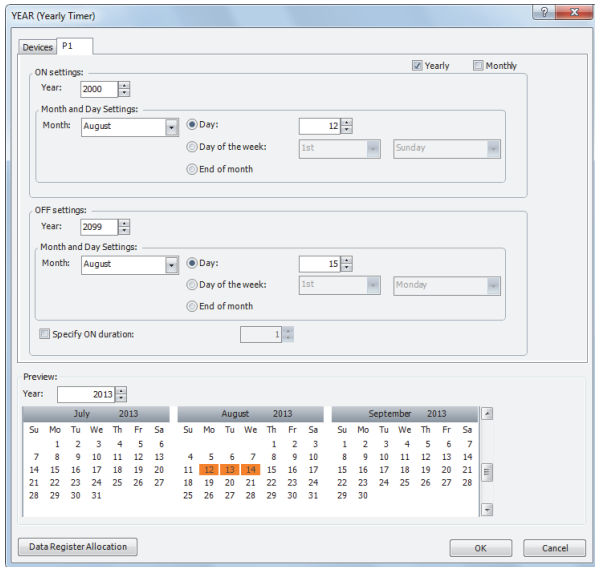 YEAR (Yearly Timer)
Devices P1
Yearly Monthly
ON settings:
Year: 2000
Month and Day Settings:
Month: August Day: 12
Day of the week: 1st Sunday
End of month
OFF settings:
Year: 2099
Month and Day Settings:
Month: August Day: 15
Day of the week: 1st Monday
End of month
Specify ON duration: 1
Preview:
Year: 2013
July 2013 August 2013 September 2013
Su Mo Tu We Th Fr Sa Su Mo Tu We Th Fr Sa Su Mo Tu We Th Fr Sa
1 2 3 4 5 6 1 2 3 1 2 3 4 5 6 7
7 8 9 10 11 12 13 4 5 6 7 8 9 10 8 9 10 11 12 13 14
14 15 16 17 18 19 20 11 12 13 14 15 16 17 15 16 17 18 19 20 21
21 22 23 24 25 26 27 18 19 20 21 22 23 24 22 23 24 25 26 27 28
28 29 30 31 25 26 27 28 29 30 31 29 30
Data Register Allocation OK Cancel